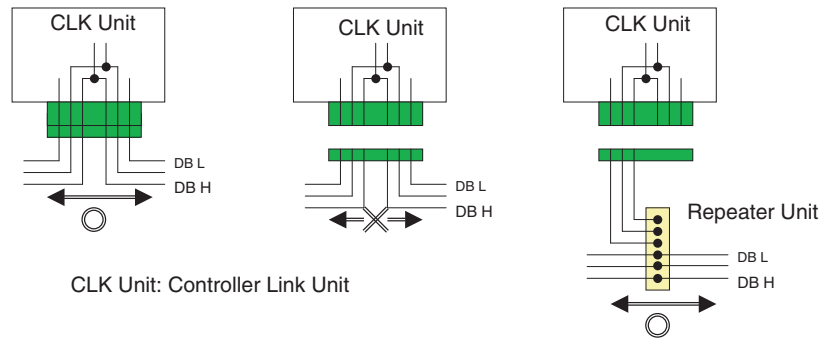 CLK Unit
CLK Unit
CLK Unit
DB L
DB H
DB L
DB H
Repeater Unit
DB L
DB H
CLK Unit: Controller Link Unit